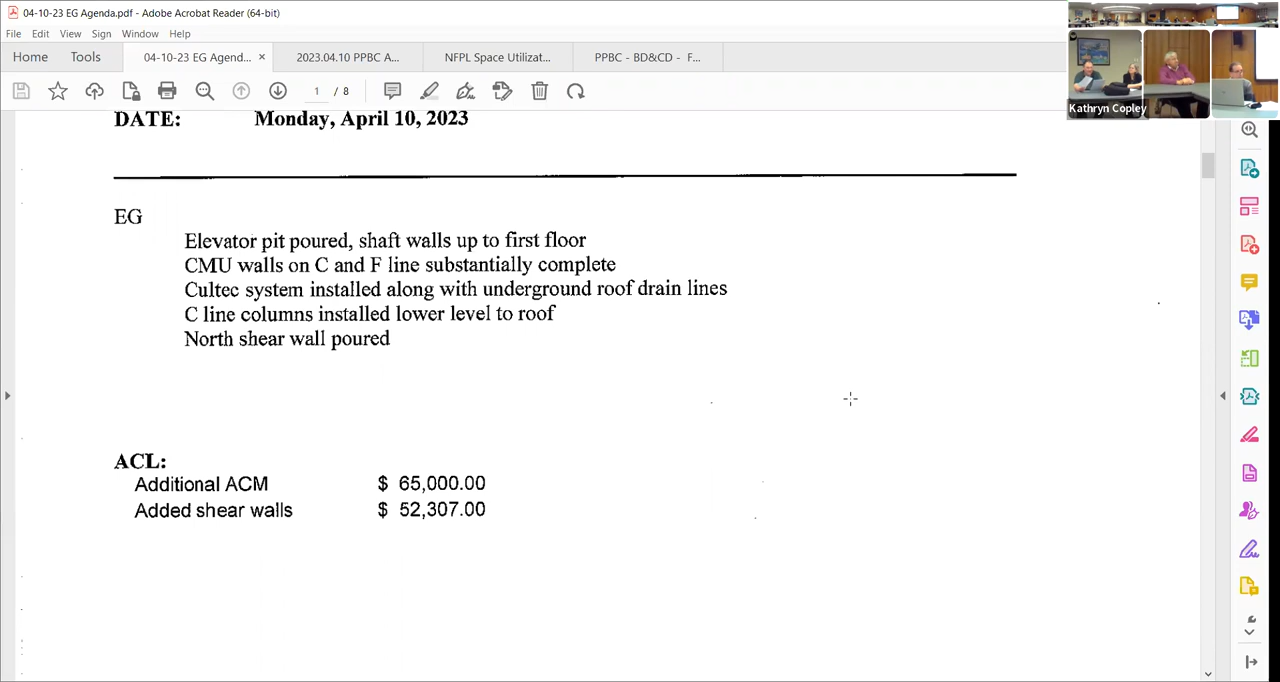 04-10-23 EG Agenda.pdf - Adobe Acrobat Reader (64-bit)
File Edit View Sign Window Help
Home Tools 04-10-23 EG Agend... × 2023.04.10 PPBC A... NFPL Space Utilizat... PPBC - BD&CD - F...
1 / 8
Kathryn Copley
DATE: Monday, April 10, 2023
EG
Elevator pit poured, shaft walls up to first floor
CMU walls on C and F line substantially complete
Cultec system installed along with underground roof drain lines
C line columns installed lower level to roof
North shear wall poured
ACL:
Additional ACM $ 65,000.00
Added shear walls $ 52,307.00